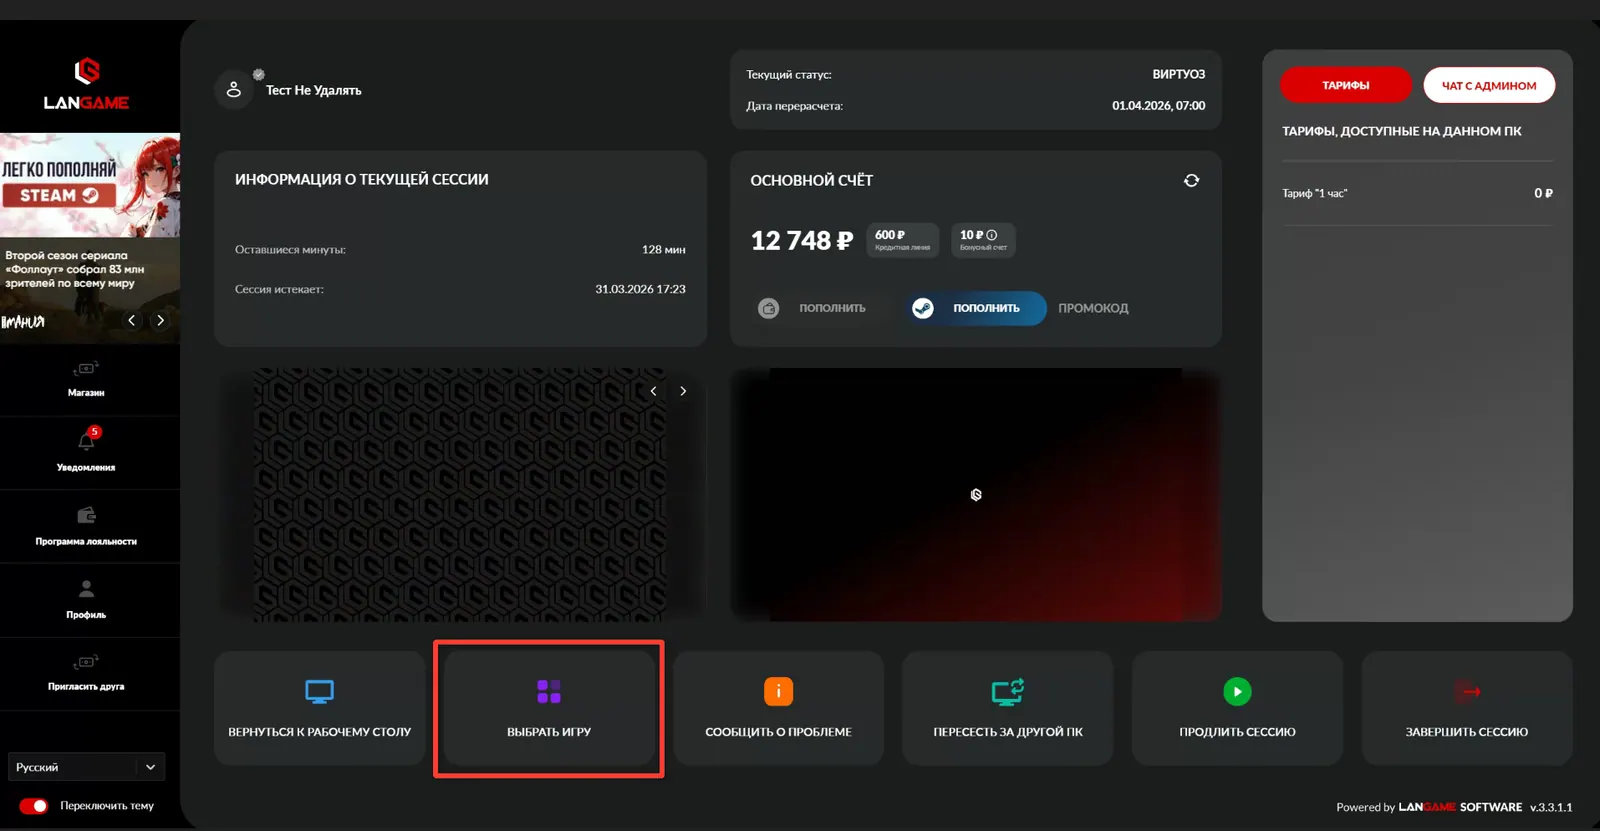 LANGAME
ЛЕГКО ПОПОЛНЯЙ
STEAM
Второй сезон сериала
«Фоллаут» собрал 83 млн
зрителей по всему миру
Магазин
5
Уведомления
Программа лояльности
Профиль
Пригласить друга
Русский
Переключить тему
Тест Не Удалять
Текущий статус: ВИРТУОЗ
Дата перерасчета: 01.04.2026, 07:00
ИНФОРМАЦИЯ О ТЕКУЩЕЙ СЕССИИ
Оставшиеся минуты: 128 мин
Сессия истекает: 31.03.2026 17:23
ОСНОВНОЙ СЧЁТ
12 748 ₽
600 ₽
Кредитная линия
10 ₽
Бонусный счет
ПОПОЛНИТЬ
ПОПОЛНИТЬ
ПРОМОКОД
ТАРИФЫ
ЧАТ С АДМИНОМ
ТАРИФЫ, ДОСТУПНЫЕ НА ДАННОМ ПК
Тариф "1 час" 0 ₽
ВЕРНУТЬСЯ К РАБОЧЕМУ СТОЛУ
ВЫБРАТЬ ИГРУ
СООБЩИТЬ О ПРОБЛЕМЕ
ПЕРЕСЕСТЬ ЗА ДРУГОЙ ПК
ПРОДЛИТЬ СЕССИЮ
ЗАВЕРШИТЬ СЕССИЮ
Powered by LANGAME SOFTWARE v.3.3.1.1